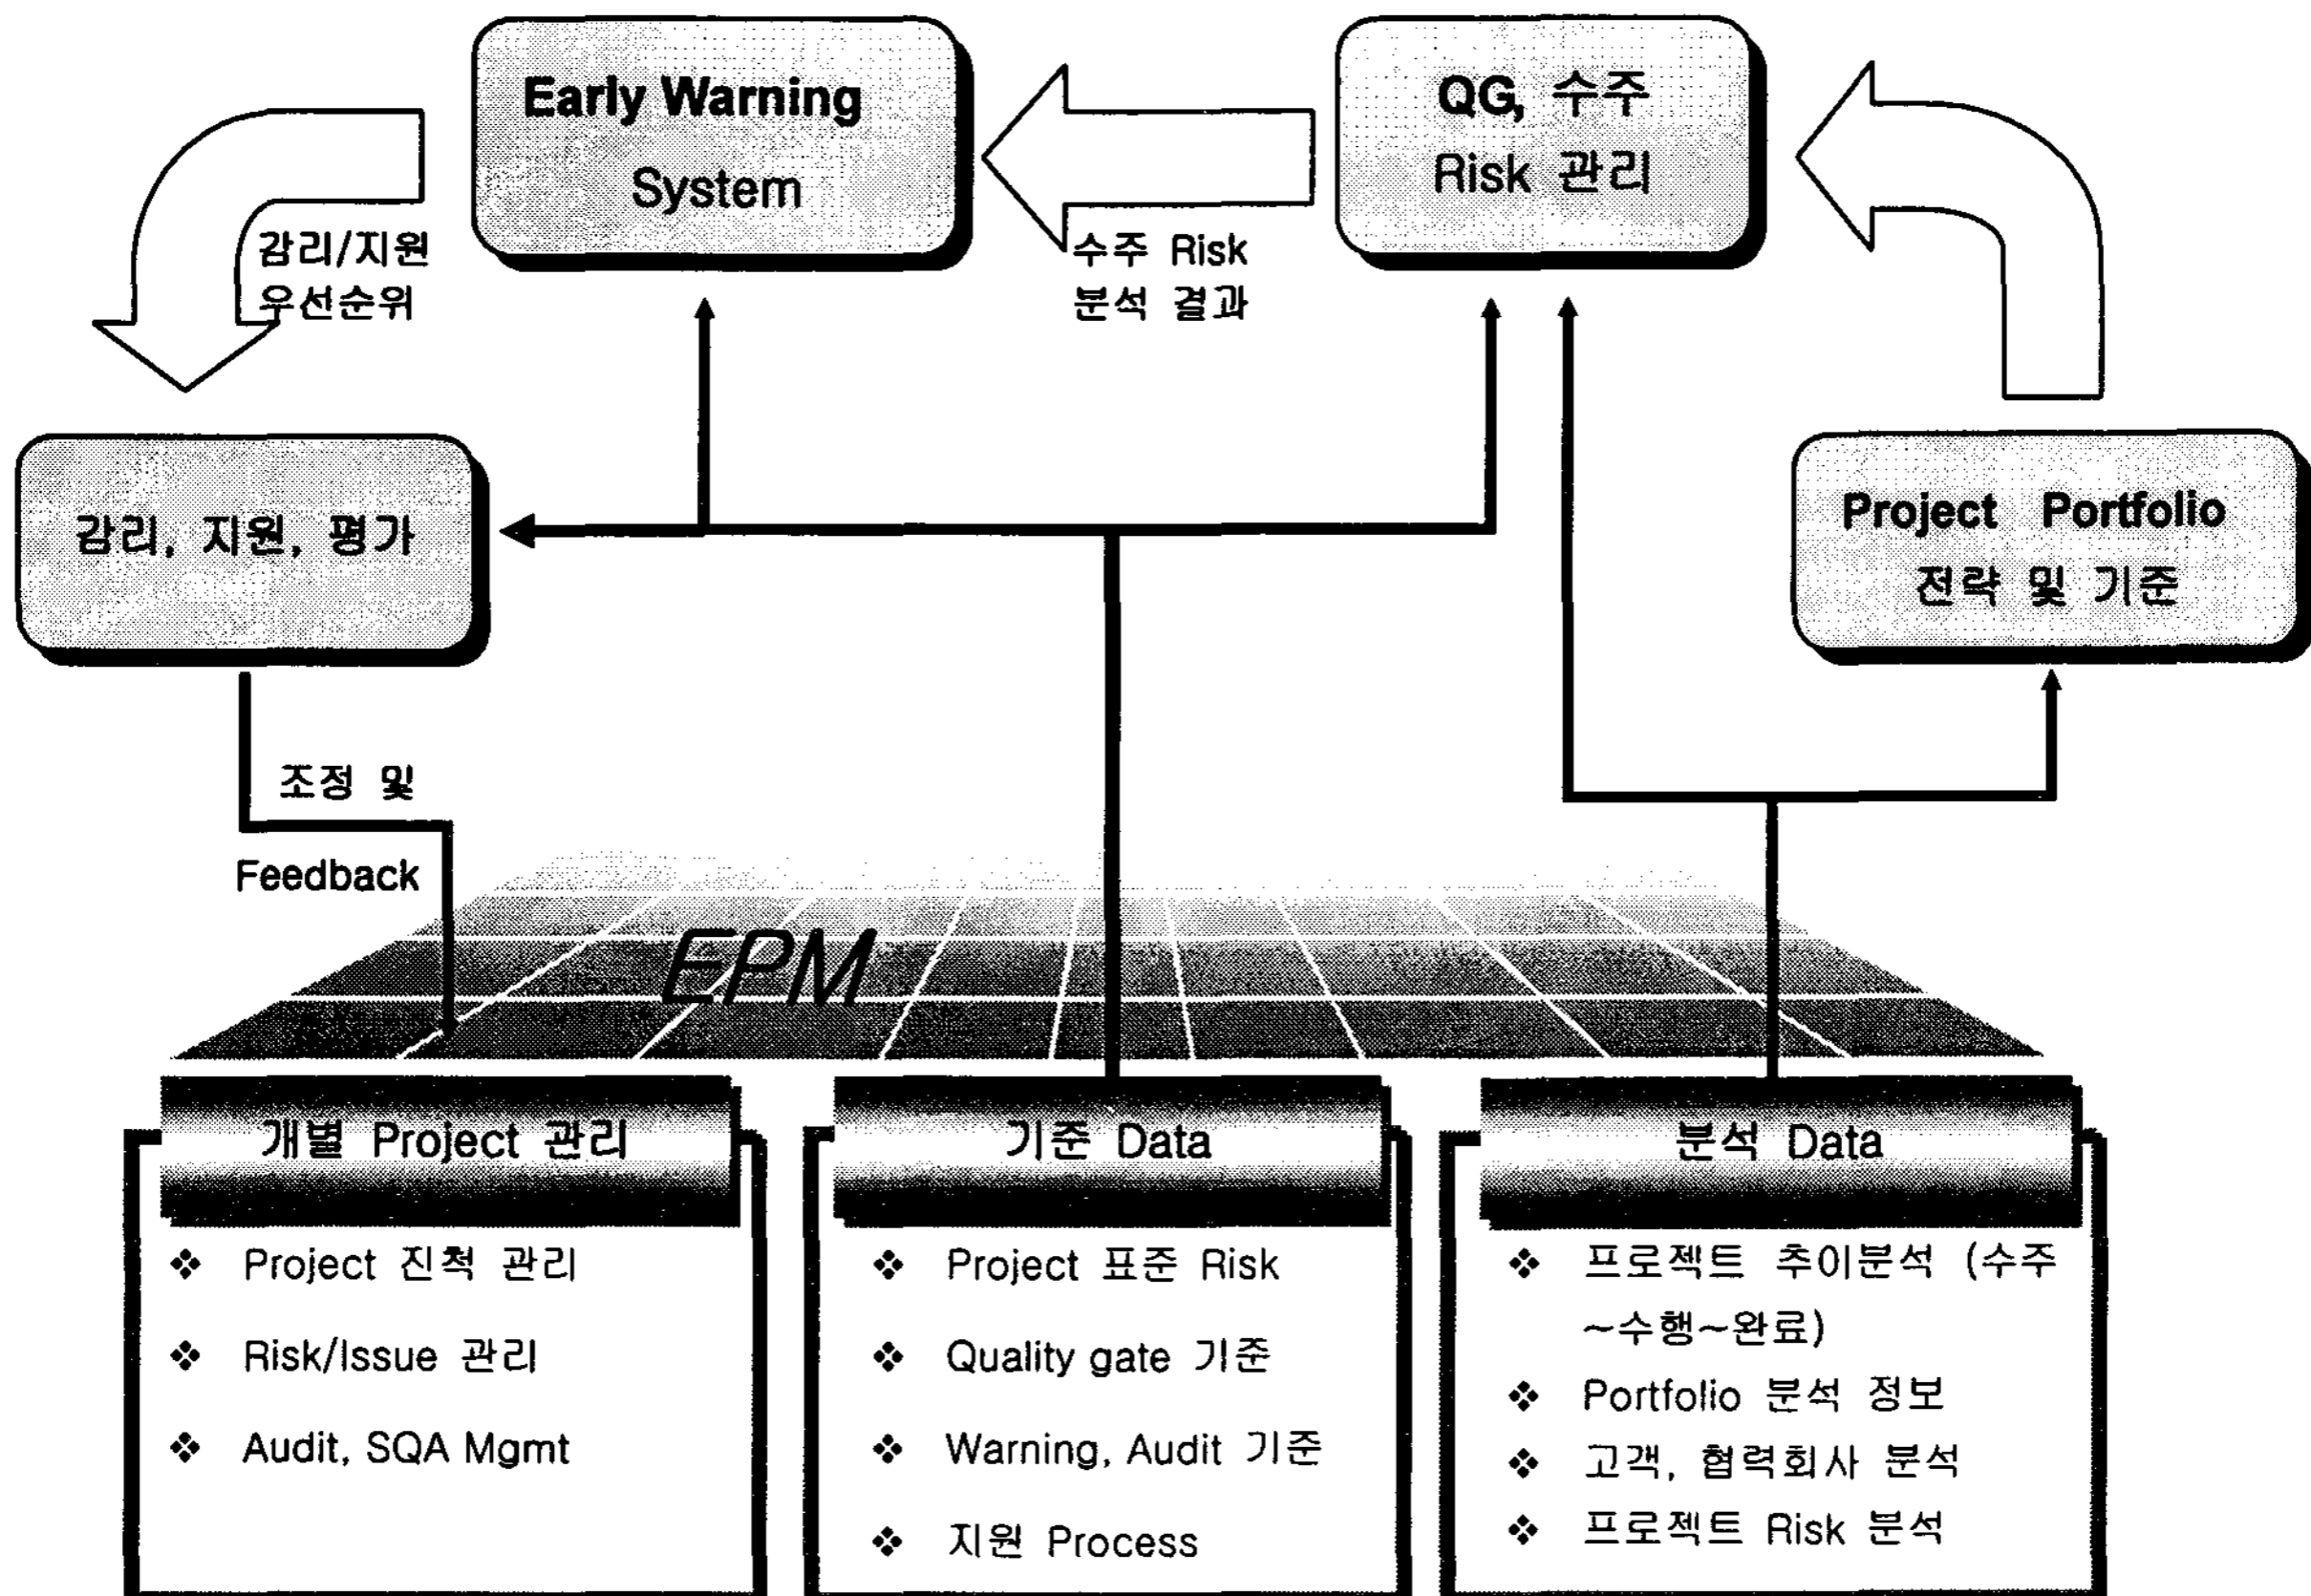 Early Warning
System
QG, 수주
Risk 관리
감리/지원
우선순위
수주 Risk
분석 결과
감리, 지원, 평가
Project Portfolio
전략 및 기준
조정 및
Feedback
EPM
개별 Project 관리
❖ Project 진척 관리
❖ Risk/Issue 관리
❖ Audit, SQA Mgmt
기준 Data
❖ Project 표준 Risk
❖ Quality gate 기준
❖ Warning, Audit 기준
❖ 지원 Process
분석 Data
❖ 프로젝트 추이분석 (수주
~수행~완료)
❖ Portfolio 분석 정보
❖ 고객, 협력회사 분석
❖ 프로젝트 Risk 분석